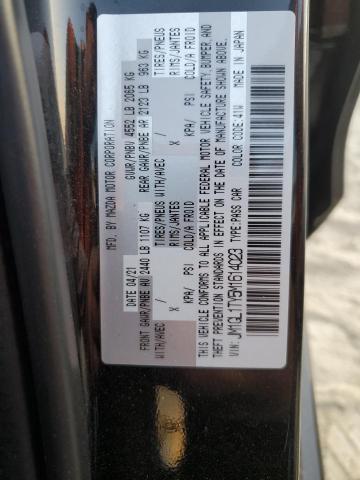 MFD. BY MAZDA MOTOR CORPORATION
DATE 04/21 GVWR/PNBV 4552 LB 2065 KG
FRONT GAWR/PNBE AV 2440 LB 1107 KG REAR GAWR/PNBE AR 2123 LB 963 KG
WITH/AVEC / TIRES/PNEUS WITH/AVEC / TIRES/PNEUS
X RIMS/JANTES X RIMS/JANTES
KPA/ PSI COLD/A FROID KPA/ PSI COLD/A FROID
THIS VEHICLE CONFORMS TO ALL APPLICABLE FEDERAL MOTOR VEHICLE SAFETY, BUMPER, AND
THEFT PREVENTION STANDARDS IN EFFECT ON THE DATE OF MANUFACTURE SHOWN ABOVE.
VIN: JM1GL1TY5M1614023 TYPE: PASS CAR COLOR: 41W MADE IN JAPAN